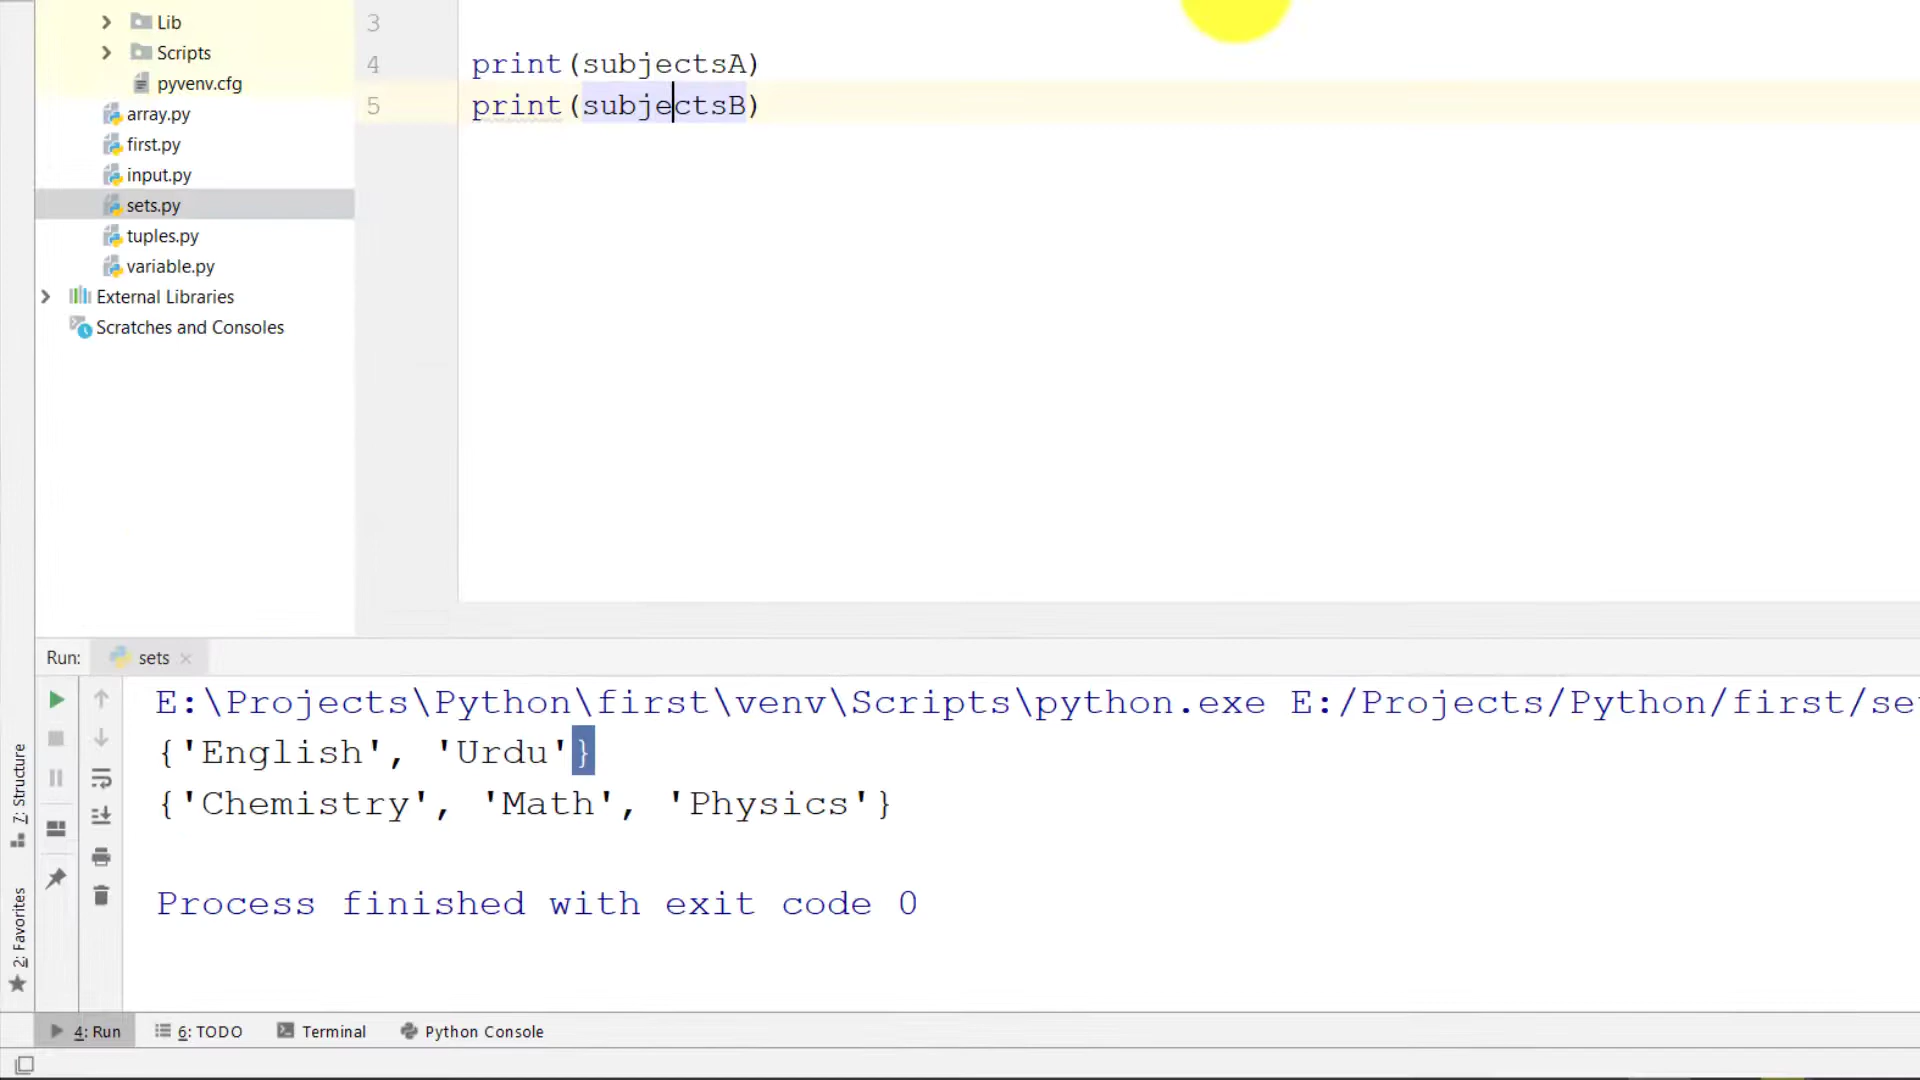 Lib
Scripts
pyvenv.cfg
array.py
first.py
input.py
sets.py
tuples.py
variable.py
External Libraries
Scratches and Consoles
3
4 print(subjectsA)
5 print(subjectsB)
Run: sets
E:\Projects\Python\first\venv\Scripts\python.exe E:/Projects/Python/first/se
{'English', 'Urdu'}
{'Chemistry', 'Math', 'Physics'}
Process finished with exit code 0
7: Structure
2: Favorites
4: Run 6: TODO Terminal Python Console